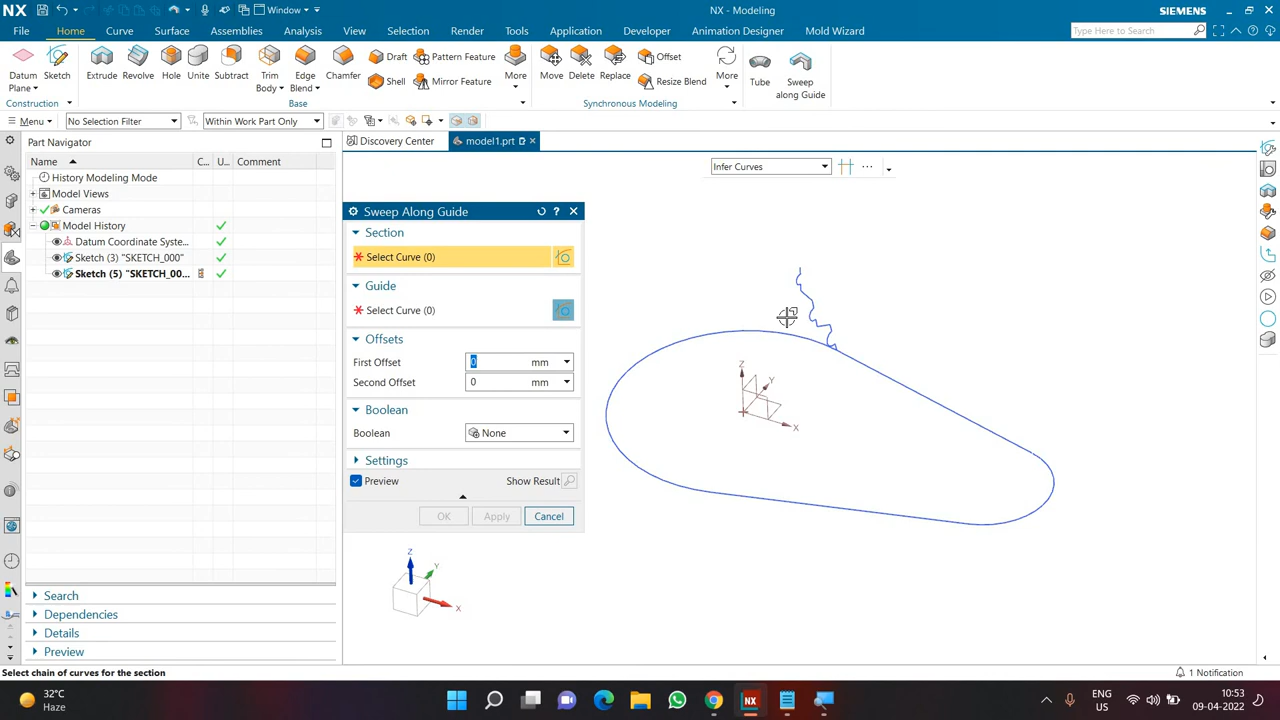 NX
Window
NX - Modeling
SIEMENS
File
Home
Curve
Surface
Assemblies
Analysis
View
Selection
Render
Tools
Application
Developer
Animation Designer
Mold Wizard
Type Here to Search
Datum Plane
Sketch
Extrude
Revolve
Hole
Unite
Subtract
Trim Body
Edge Blend
Chamfer
Draft
Shell
Pattern Feature
Mirror Feature
More
Move
Delete
Replace
Offset
Resize Blend
More
Tube
Sweep along Guide
Construction
Base
Synchronous Modeling
Menu
No Selection Filter
Within Work Part Only
Part Navigator
Discovery Center
model1.prt
Name
C...
U...
Comment
History Modeling Mode
Model Views
Cameras
Model History
Datum Coordinate Syste...
Sketch (3) "SKETCH_000"
Sketch (5) "SKETCH_00...
Infer Curves
Sweep Along Guide
Section
* Select Curve (0)
Guide
* Select Curve (0)
Offsets
First Offset
0
mm
Second Offset
0
mm
Boolean
Boolean
None
Settings
Preview
Show Result
OK
Apply
Cancel
Z
Y
X
Z
Y
X
Search
Dependencies
Details
Preview
Select chain of curves for the section
1 Notification
32°C
Haze
ENG
US
10:53
09-04-2022